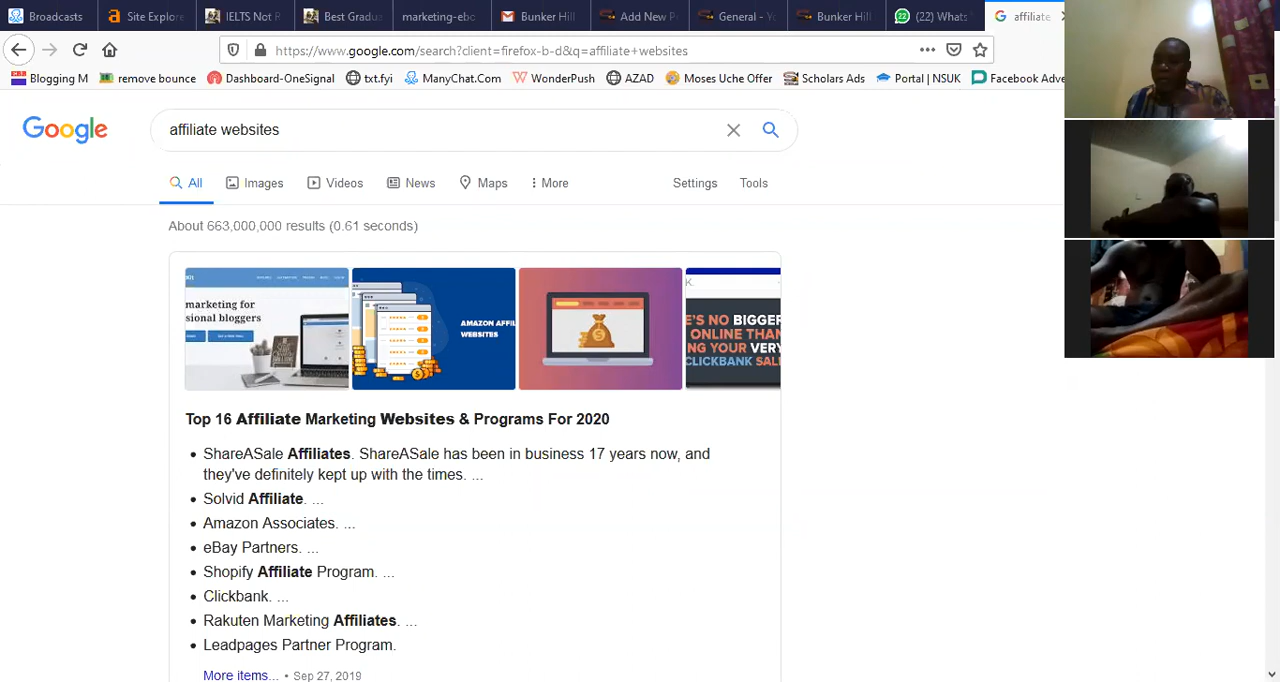 Broadcasts
Site Explore
IELTS Not R
Best Gradua
marketing-ebo
Bunker Hill
Add New P
General - Yo
Bunker Hill
(22) Whats
affiliate
https://www.google.com/search?client=firefox-b-d&q=affiliate+websites
Blogging M
remove bounce
Dashboard-OneSignal
txt.fyi
ManyChat.Com
WonderPush
AZAD
Moses Uche Offer
Scholars Ads
Portal | NSUK
Facebook Adve
Google
affiliate websites
All
Images
Videos
News
Maps
More
Settings
Tools
About 663,000,000 results (0.61 seconds)
marketing for
sional bloggers
AMAZON AFFIL
WEBSITES
E'S NO BIGGER
ONLINE THAN
NG YOUR VERY
CLICKBANK SAL
Top 16 Affiliate Marketing Websites & Programs For 2020
• ShareASale Affiliates. ShareASale has been in business 17 years now, and
they've definitely kept up with the times. ...
• Solvid Affiliate. ...
• Amazon Associates. ...
• eBay Partners. ...
• Shopify Affiliate Program. ...
• Clickbank. ...
• Rakuten Marketing Affiliates. ...
• Leadpages Partner Program.
More items... • Sep 27, 2019